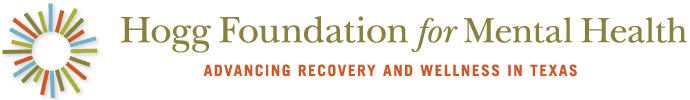 Hogg Foundation for Mental Health
ADVANCING RECOVERY AND WELLNESS IN TEXAS